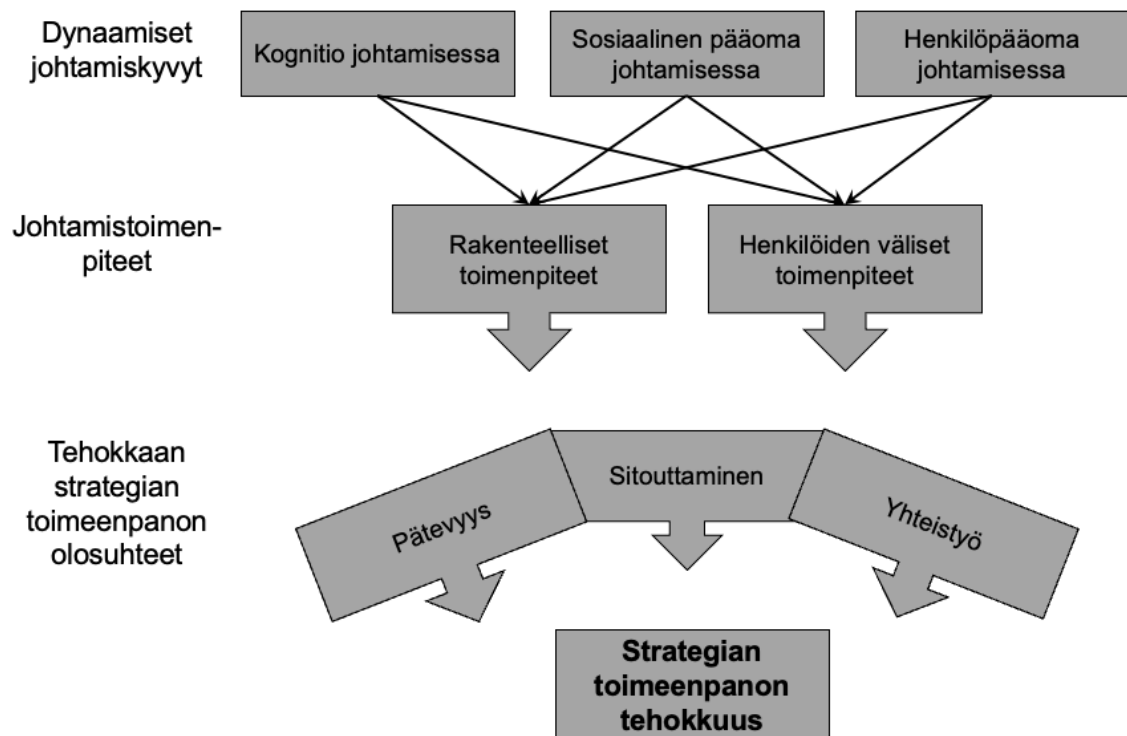 Dynaamiset
johtamiskyvyt
Kognitio johtamisessa
Sosiaalinen pääoma
johtamisessa
Henkilöpääoma
johtamisessa
Johtamistoimen-
piteet
Rakenteelliset
toimenpiteet
Henkilöiden väliset
toimenpiteet
Tehokkaan
strategian
toimeenpanon
olosuhteet
Pätevyys
Sitouttaminen
Yhteistyö
Strategian
toimeenpanon
tehokkuus